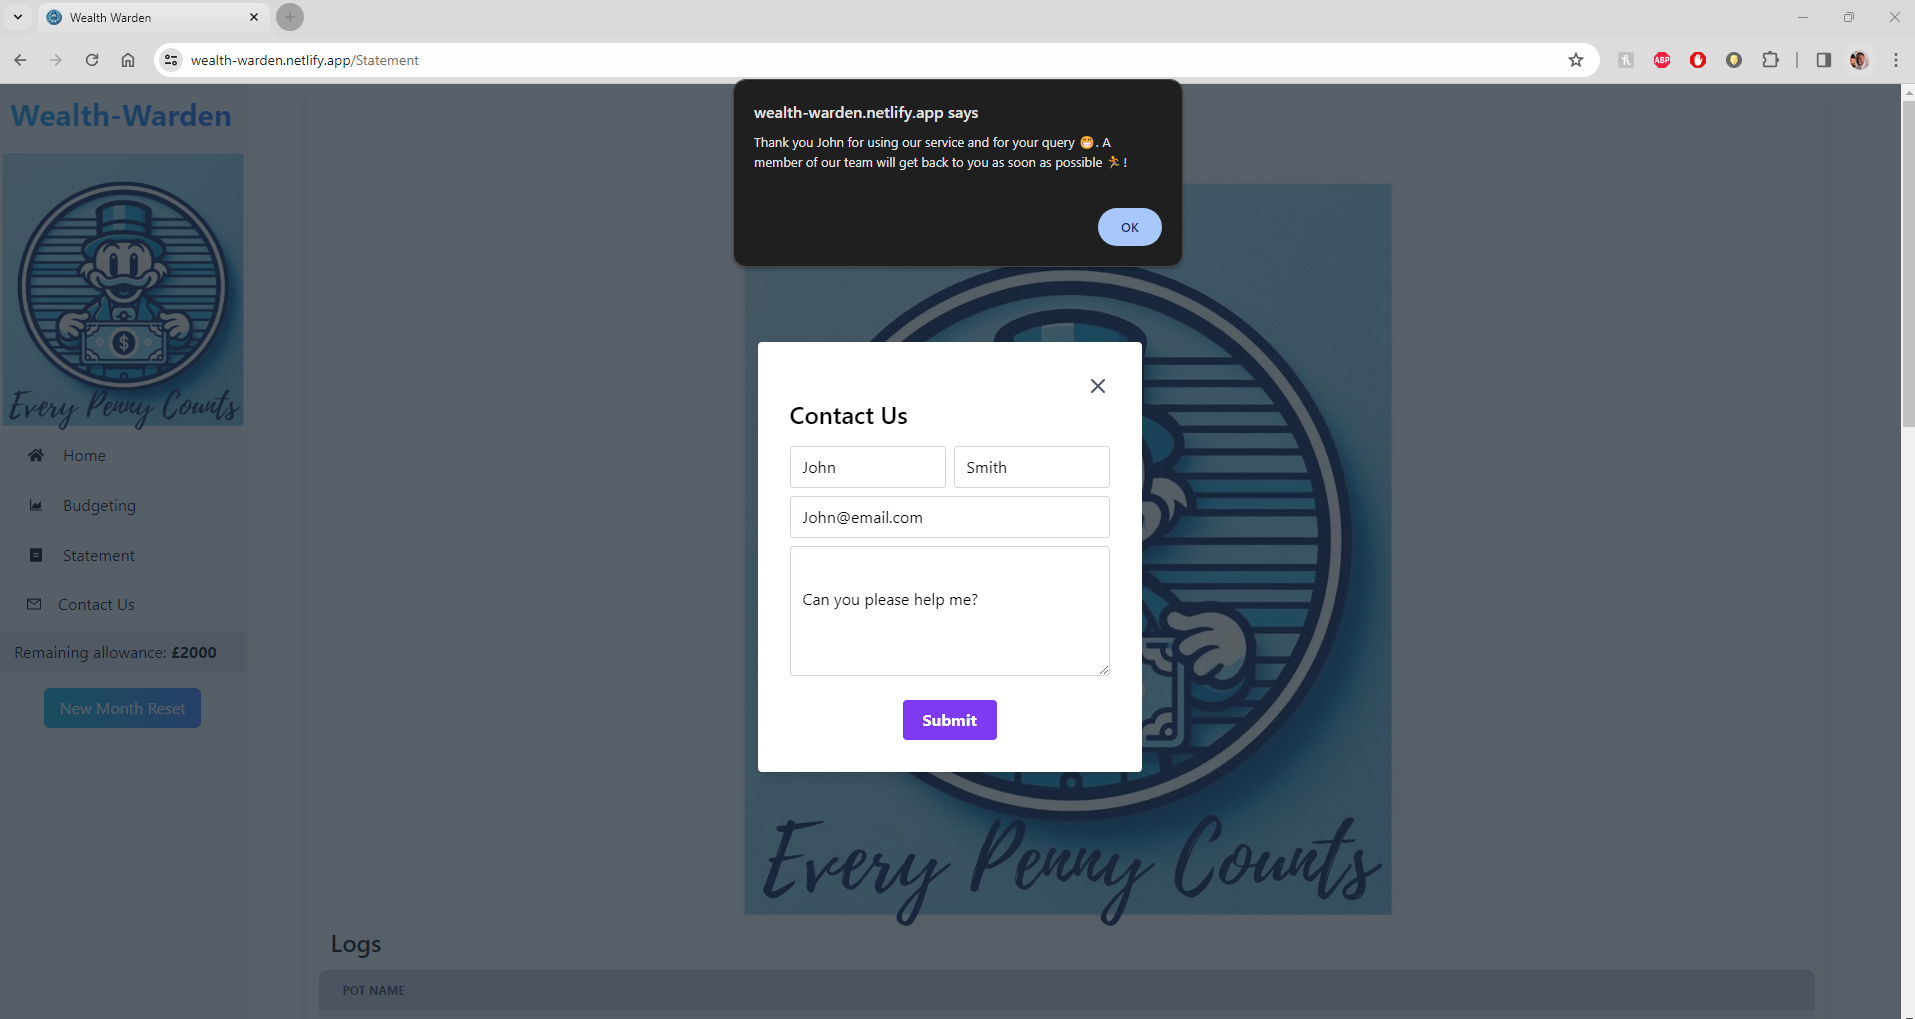 Wealth Warden
wealth-warden.netlify.app/Statement
ABP
wealth-warden.netlify.app says
Thank you John for using our service and for your query 😁. A
member of our team will get back to you as soon as possible 🏃!
OK
Wealth-Warden
$
Every Penny Counts
Home
Budgeting
Statement
Contact Us
Remaining allowance: £2000
New Month Reset
Contact Us
John
Smith
John@email.com
Can you please help me?
Submit
Every Penny Counts
Logs
POT NAME